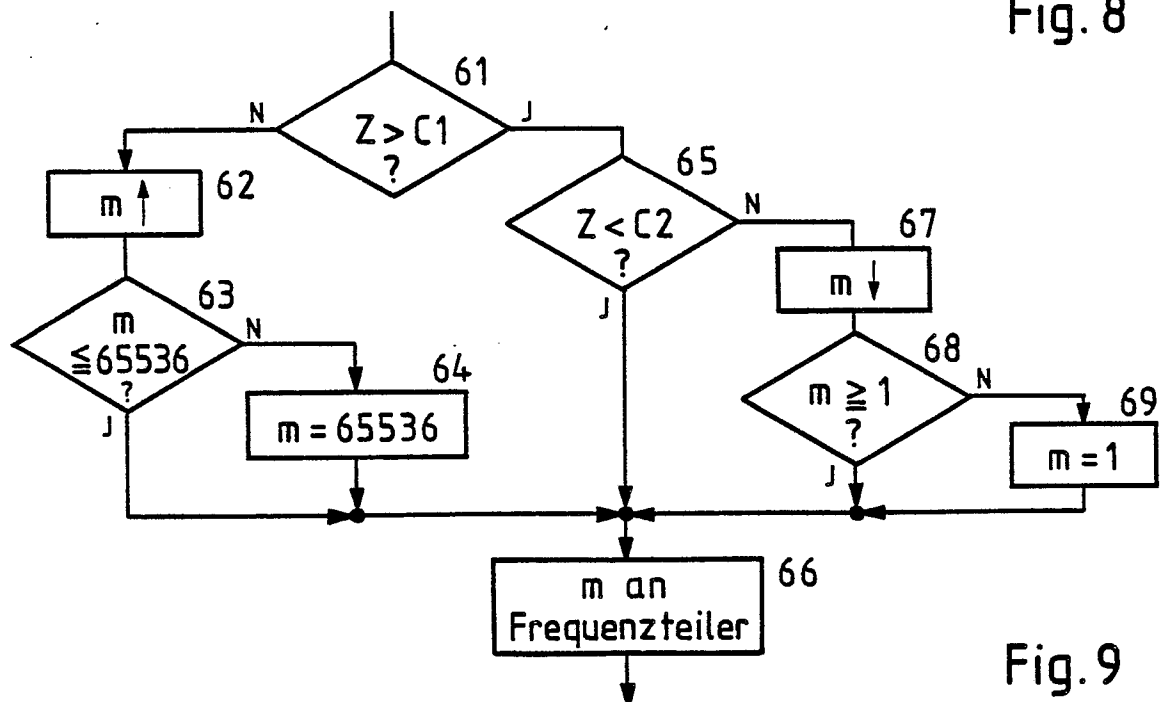 Fig. 8
61
N
J
Z > C1
?
62
m ↑
65
N
Z < C2
?
J
67
m ↓
63
N
m
≦ 65536
?
J
64
m = 65536
68
N
m ≧ 1
?
J
69
m = 1
66
m an
Frequenzteiler
Fig. 9